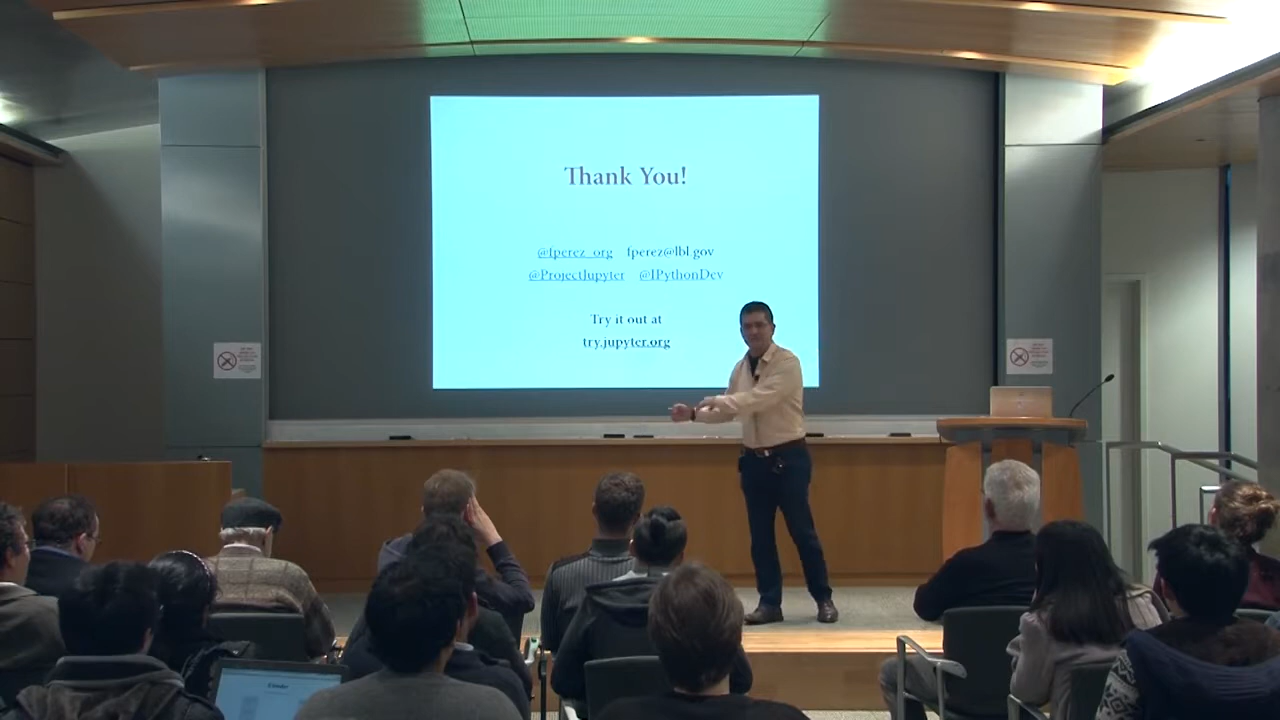 Thank You!
@fperez_org fperez@lbl.gov
@ProjectJupyter @IPythonDev
Try it out at
try.jupyter.org